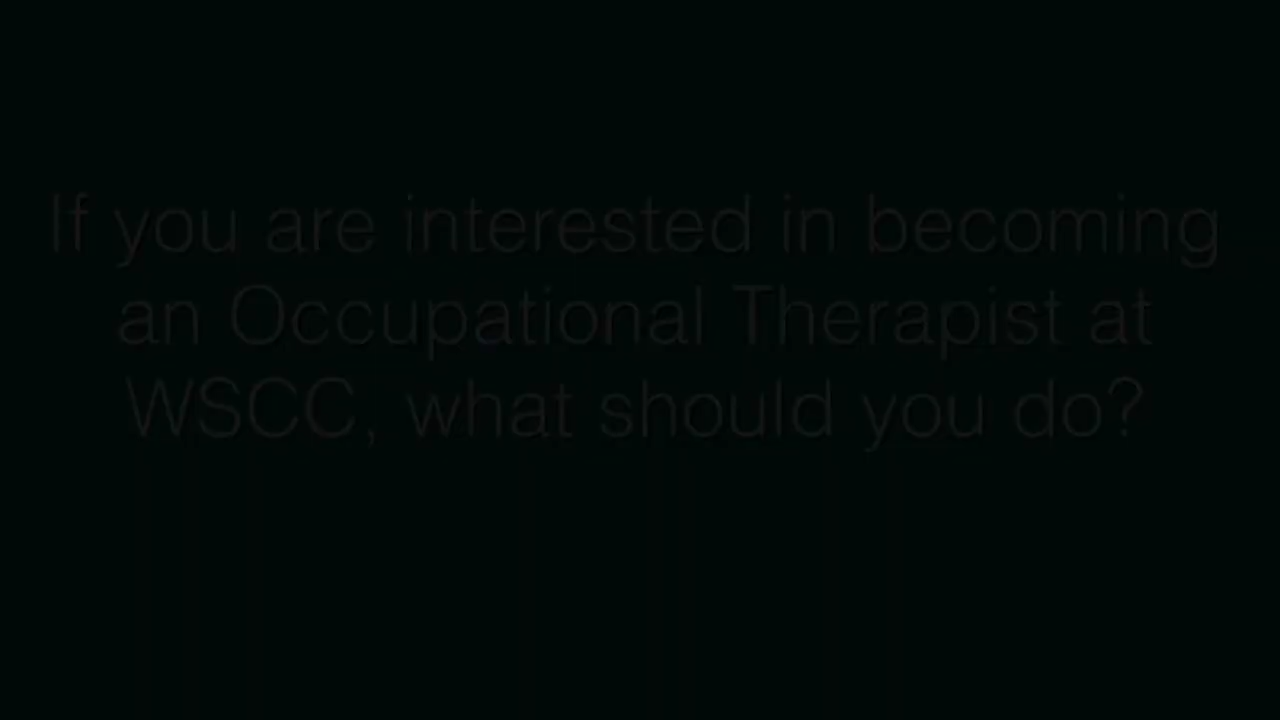 If you are interested in becoming
an Occupational Therapist at
WSCC, what should you do?